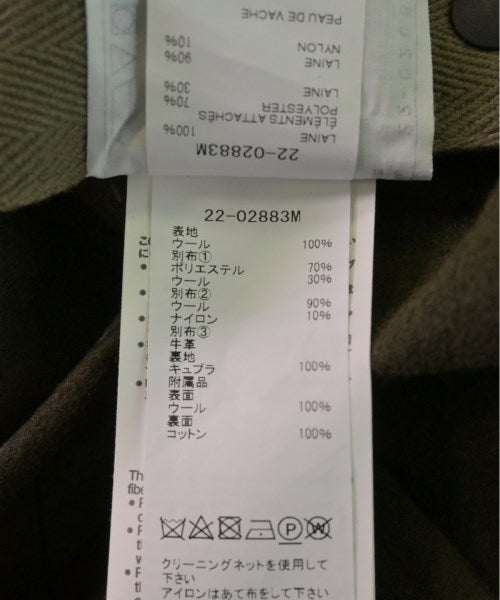 PEAU DE VACHE
NYLON 10%
LAINE 90%
LAINE 30%
POLYESTER 70%
ÉLÉMENTS ATTACHÉS
LAINE 100%
22-02883M
22-02883M
表地
ウール 100%
別布①
ポリエステル 70%
ウール 30%
別布②
ウール 90%
ナイロン 10%
別布③
牛革
裏地
キュプラ 100%
附属品
表面
ウール 100%
裏面
コットン 100%
P W
クリーニングネットを使用して
下さい
アイロンはあて布をして下さい